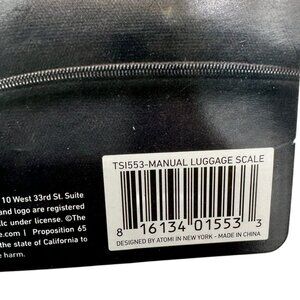 10 West 33rd St. Suite
and logo are registered
llc under license. ©The
e.com | Proposition 65
the state of California to
e harm.
TSI553-MANUAL LUGGAGE SCALE
8 16134 01553 3
DESIGNED BY ATOMI IN NEW YORK - MADE IN CHINA